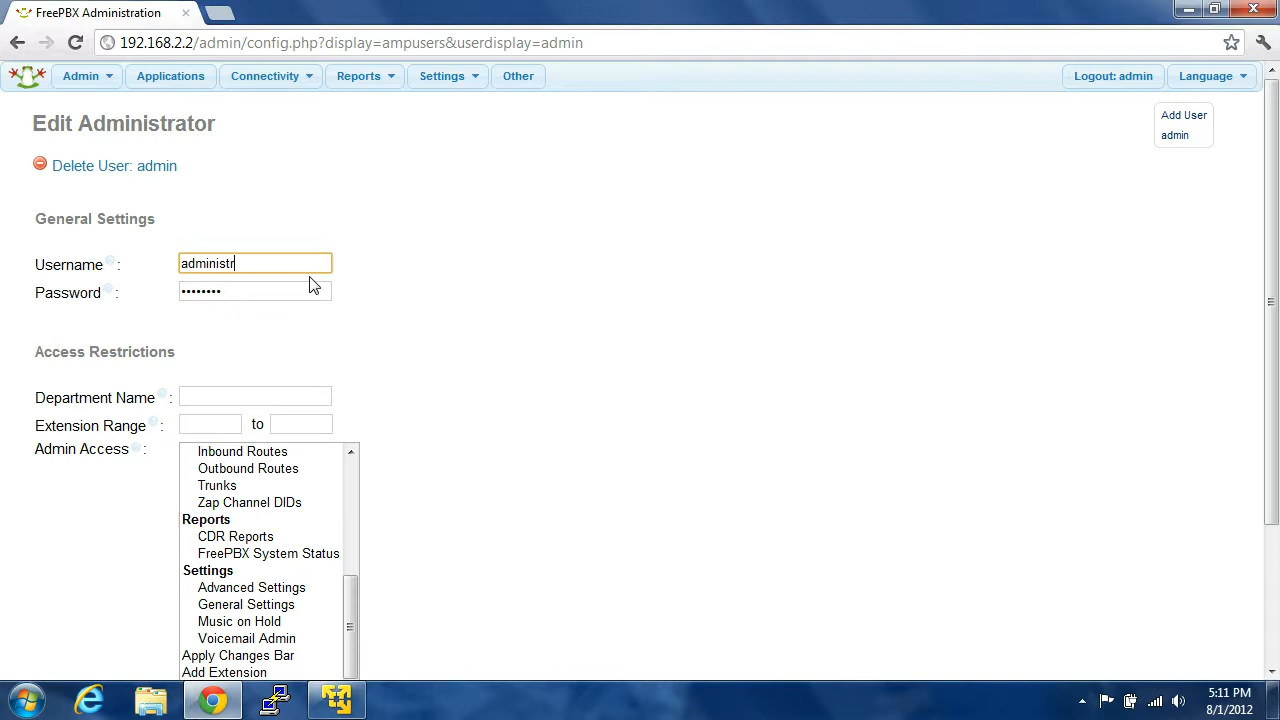 FreePBX Administration
192.168.2.2/admin/config.php?display=ampusers&userdisplay=admin
Admin Applications Connectivity Reports Settings Other Logout: admin Language
Edit Administrator
Add User
admin
Delete User: admin
General Settings
Username : administr
Password : ••••••••
Access Restrictions
Department Name :
Extension Range : to
Admin Access :
Inbound Routes
Outbound Routes
Trunks
Zap Channel DIDs
Reports
CDR Reports
FreePBX System Status
Settings
Advanced Settings
General Settings
Music on Hold
Voicemail Admin
Apply Changes Bar
Add Extension
5:11 PM
8/1/2012